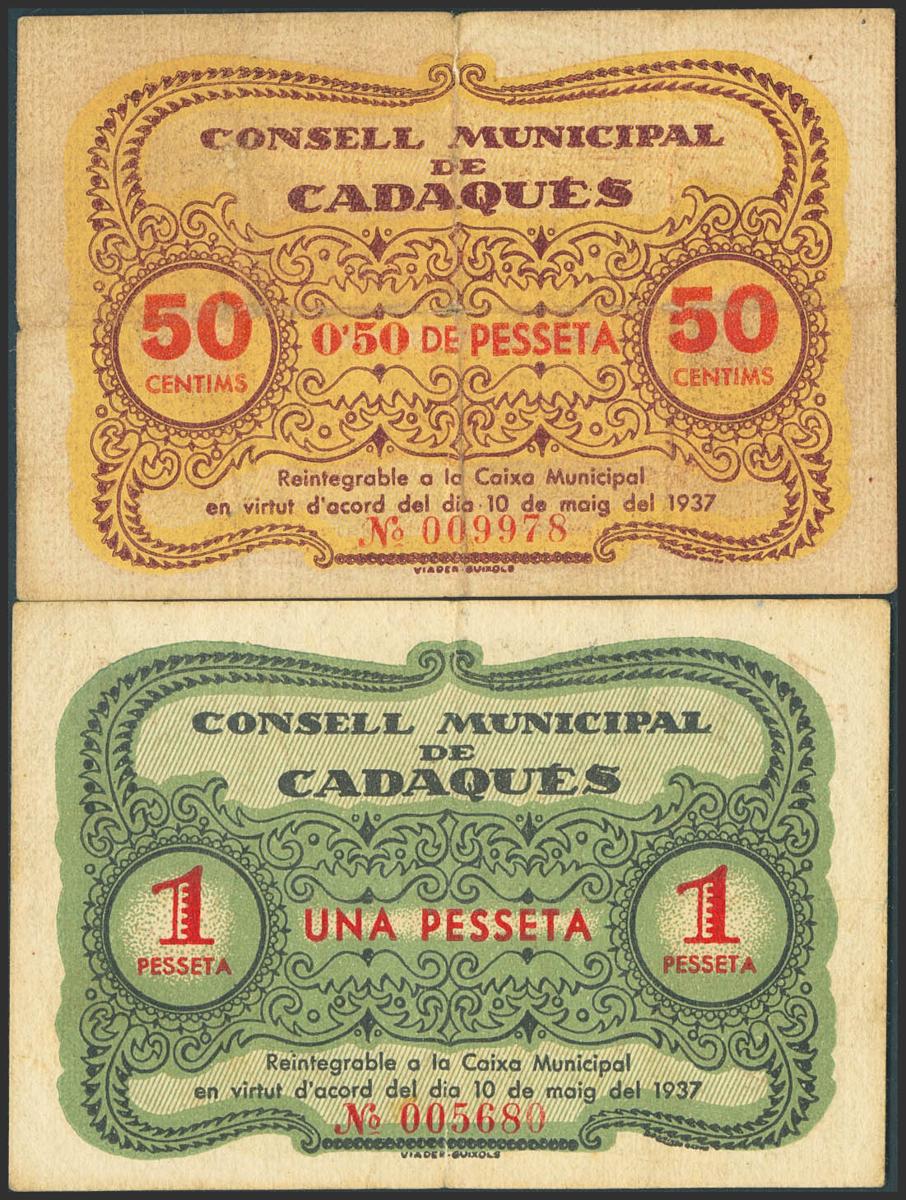 CONSELL MUNICIPAL
DE
CADAQUÉS
50
CENTIMS
0'50 DE PESSETA
50
CENTIMS
Reintegrable a la Caixa Municipal
en virtut d'acord del dia 10 de maig del 1937
Nº 009978
VIADER-GUIXOLS
CONSELL MUNICIPAL
DE
CADAQUÉS
1
PESSETA
UNA PESSETA
1
PESSETA
Reintegrable a la Caixa Municipal
en virtut d'acord del dia 10 de maig del 1937
Nº 005680
VIADER-GUIXOLS